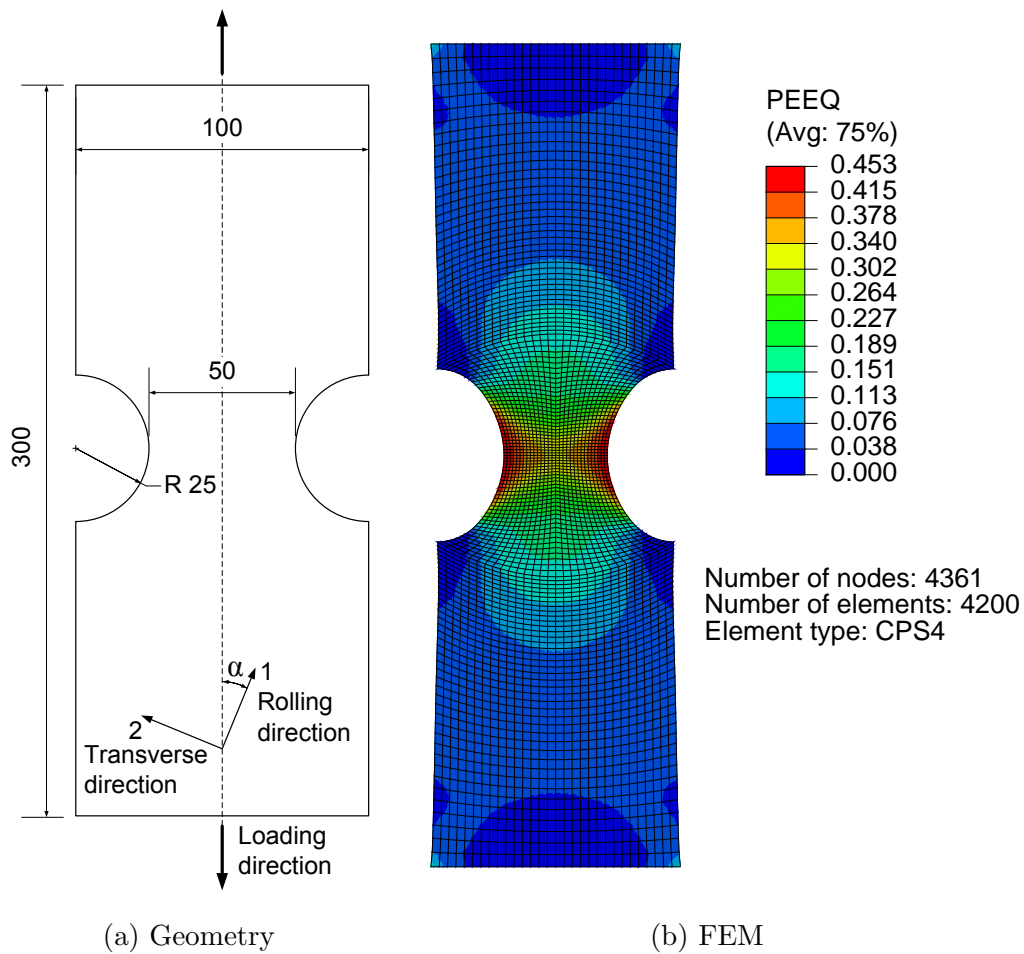 100
300
50
R 25
α
1
Rolling
direction
2
Transverse
direction
Loading
direction
(a) Geometry
PEEQ
(Avg: 75%)
0.453
0.415
0.378
0.340
0.302
0.264
0.227
0.189
0.151
0.113
0.076
0.038
0.000
Number of nodes: 4361
Number of elements: 4200
Element type: CPS4
(b) FEM